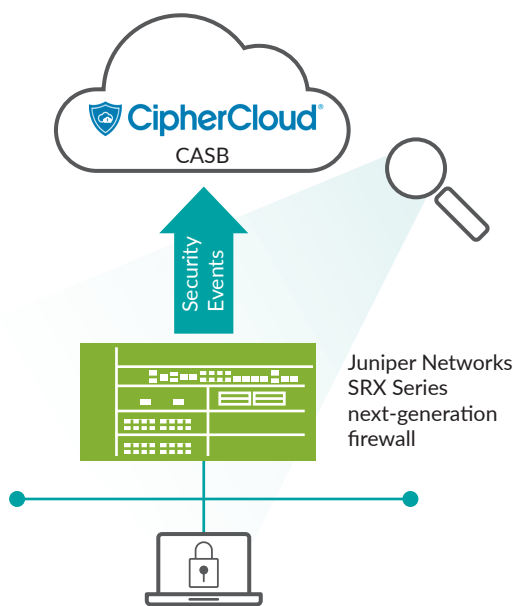 CipherCloud®
CASB
Security
Events
Juniper Networks
SRX Series
next-generation
firewall